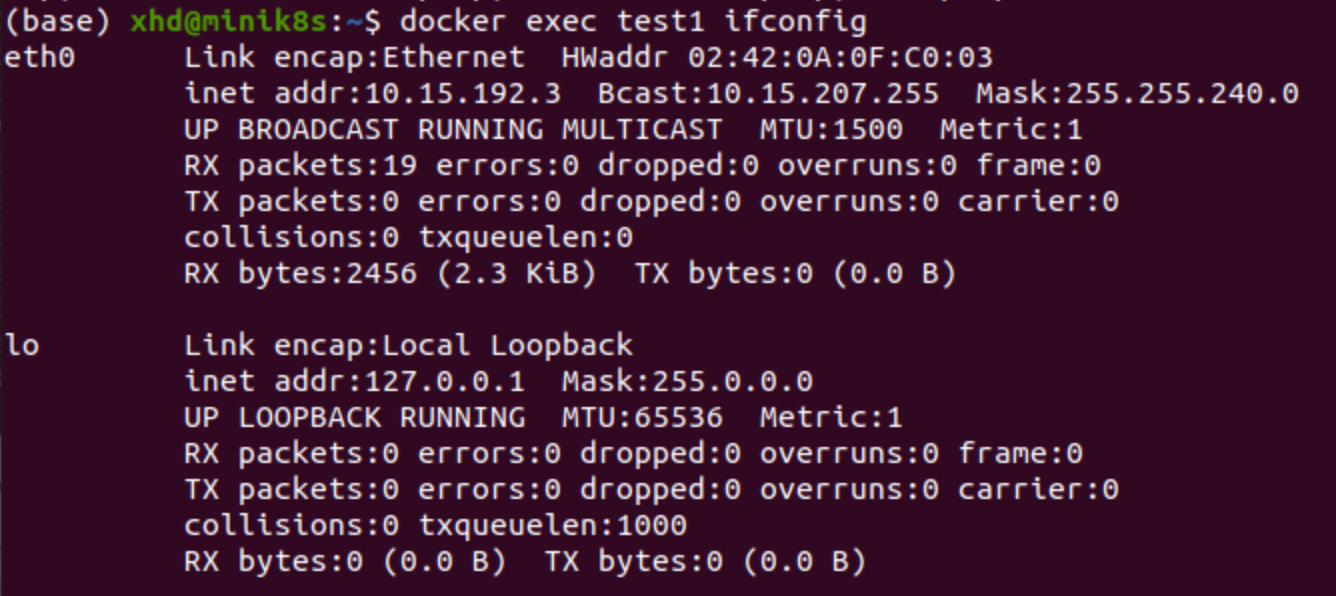 (base) xhd@minik8s:~$ docker exec test1 ifconfig
eth0      Link encap:Ethernet  HWaddr 02:42:0A:0F:C0:03
          inet addr:10.15.192.3  Bcast:10.15.207.255  Mask:255.255.240.0
          UP BROADCAST RUNNING MULTICAST  MTU:1500  Metric:1
          RX packets:19 errors:0 dropped:0 overruns:0 frame:0
          TX packets:0 errors:0 dropped:0 overruns:0 carrier:0
          collisions:0 txqueuelen:0
          RX bytes:2456 (2.3 KiB)  TX bytes:0 (0.0 B)

lo        Link encap:Local Loopback
          inet addr:127.0.0.1  Mask:255.0.0.0
          UP LOOPBACK RUNNING  MTU:65536  Metric:1
          RX packets:0 errors:0 dropped:0 overruns:0 frame:0
          TX packets:0 errors:0 dropped:0 overruns:0 carrier:0
          collisions:0 txqueuelen:1000
          RX bytes:0 (0.0 B)  TX bytes:0 (0.0 B)